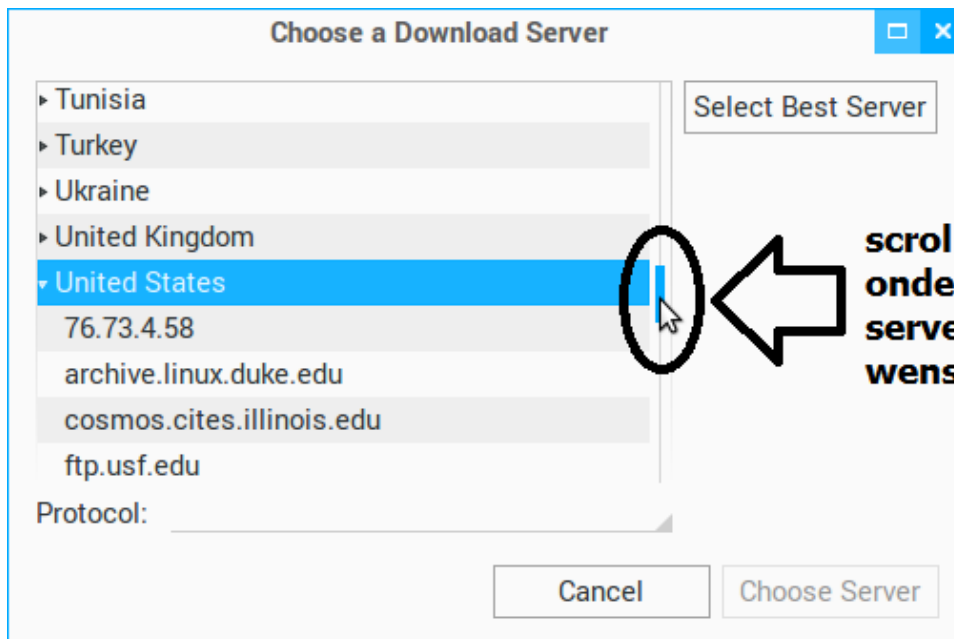 Choose a Download Server
Tunisia
Select Best Server
Turkey
Ukraine
United Kingdom
United States
76.73.4.58
archive.linux.duke.edu
cosmos.cites.illinois.edu
ftp.usf.edu
scrol
onde
serve
wens
Protocol:
Cancel
Choose Server